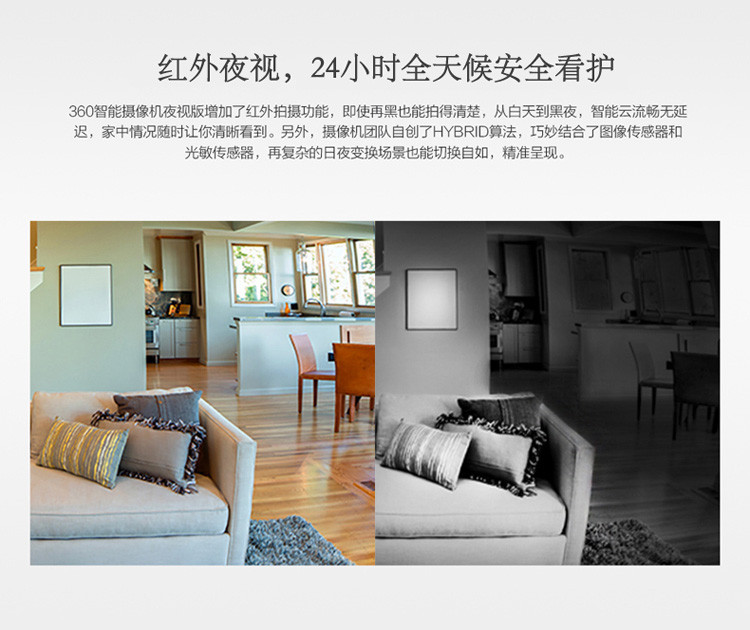 红外夜视，24小时全天候安全看护
360智能摄像机夜视版增加了红外拍摄功能，即使再黑也能拍得清楚，从白天到黑夜，智能云流畅无延
迟，家中情况随时让你清晰看到。另外，摄像机团队自创了HYBRID算法，巧妙结合了图像传感器和
光敏传感器，再复杂的日夜变换场景也能切换自如，精准呈现。